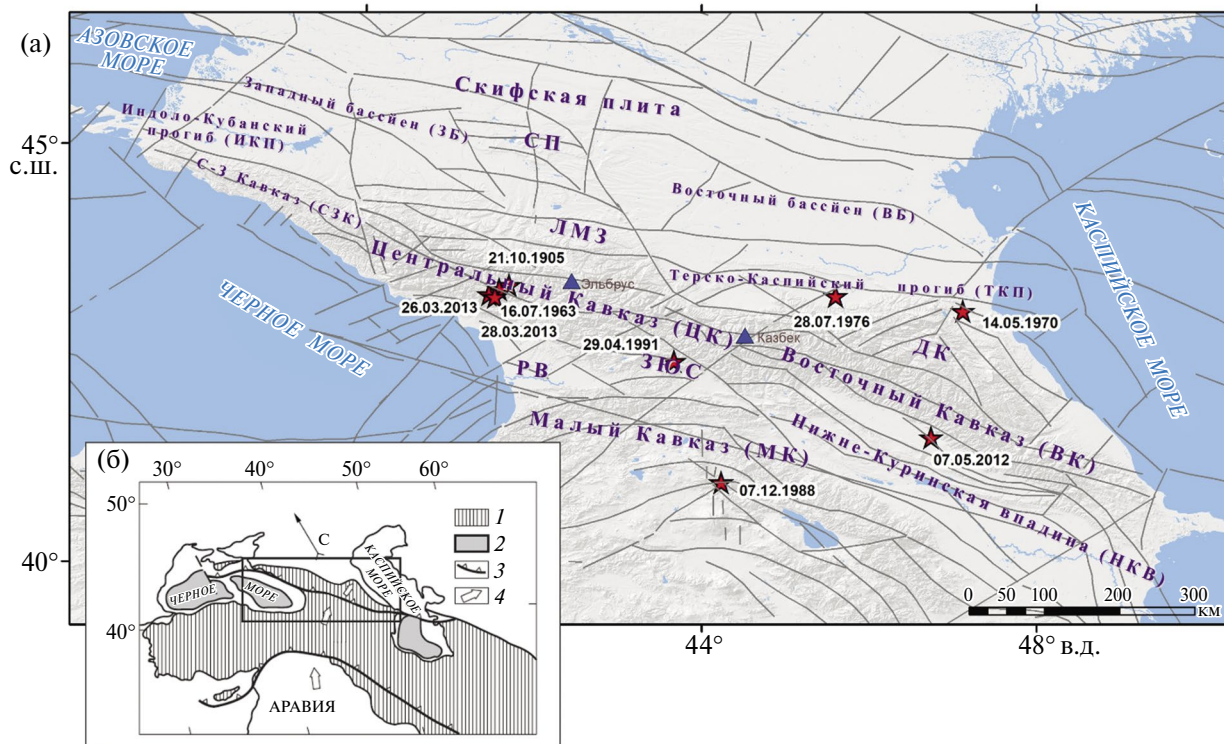 (а)
АЗОВСКОЕ
МОРЕ
Скифская плита
Западный бассйен (ЗБ)
СП
Индоло-Кубанский
прогиб (ИКП)
45°
с.ш.
С-З Кавказ (СЗК)
Восточный бассйен (ВБ)
КАСПИЙСКОЕ МОРЕ
ЛМЗ
Центральный Кавказ (ЦК)
21.10.1905
Эльбрус
Терско-Каспийский прогиб (ТКП)
ЧЕРНОЕ МОРЕ
26.03.2013
16.07.1963
28.03.2013
28.07.1976
14.05.1970
29.04.1991
Казбек
ДК
РВ
ЗЮС
Восточный Кавказ (ВК)
Малый Кавказ (МК)
Нижне-Куринская впадина (НКВ)
07.05.2012
07.12.1988
40°
0 50 100 200 300
км
44°
48° в.д.
(б)
30° 40° 50° 60°
50°
40°
С
ЧЕРНОЕ
МОРЕ
КАСПИЙСКОЕ
МОРЕ
АРАВИЯ
1
2
3
4